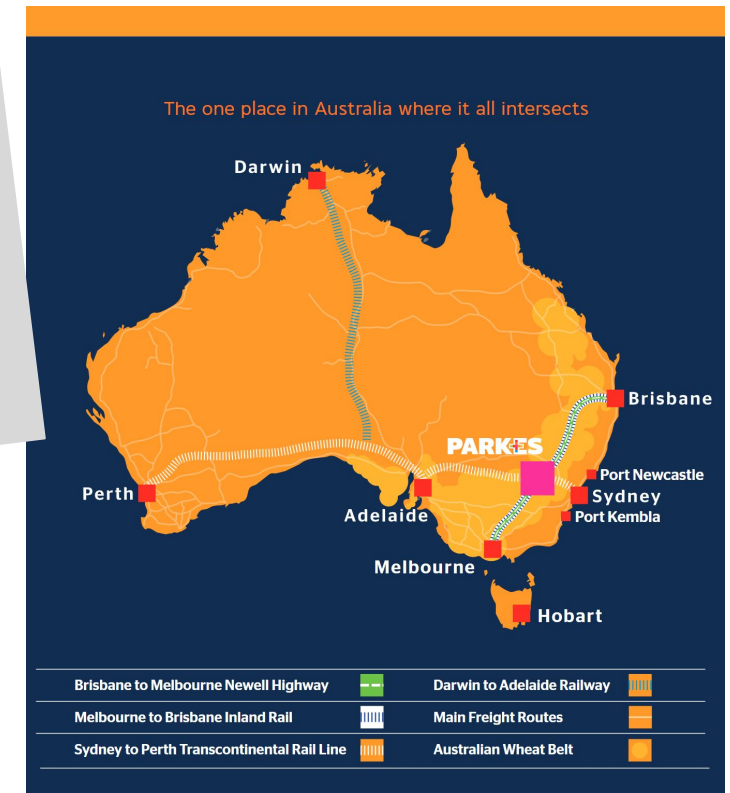 The one place in Australia where it all intersects
Darwin
Brisbane
PARKES
Port Newcastle
Perth
Sydney
Adelaide
Port Kembla
Melbourne
Hobart
Brisbane to Melbourne Newell Highway
Darwin to Adelaide Railway
Melbourne to Brisbane Inland Rail
Main Freight Routes
Sydney to Perth Transcontinental Rail Line
Australian Wheat Belt